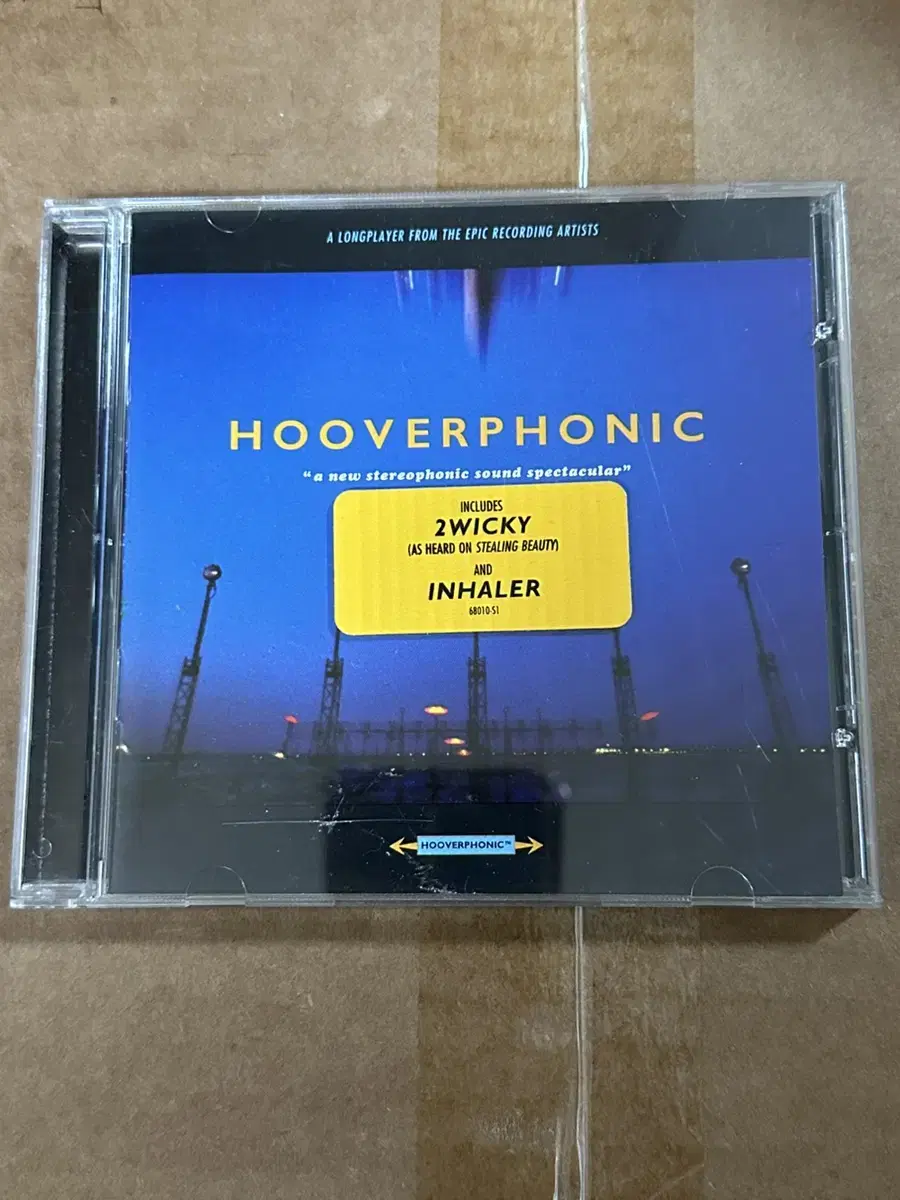 A LONGPLAYER FROM THE EPIC RECORDING ARTISTS
HOOVERPHONIC
“a new stereophonic sound spectacular”
INCLUDES
2WICKY
(AS HEARD ON STEALING BEAUTY)
AND
INHALER
68010-S1
HOOVERPHONIC™